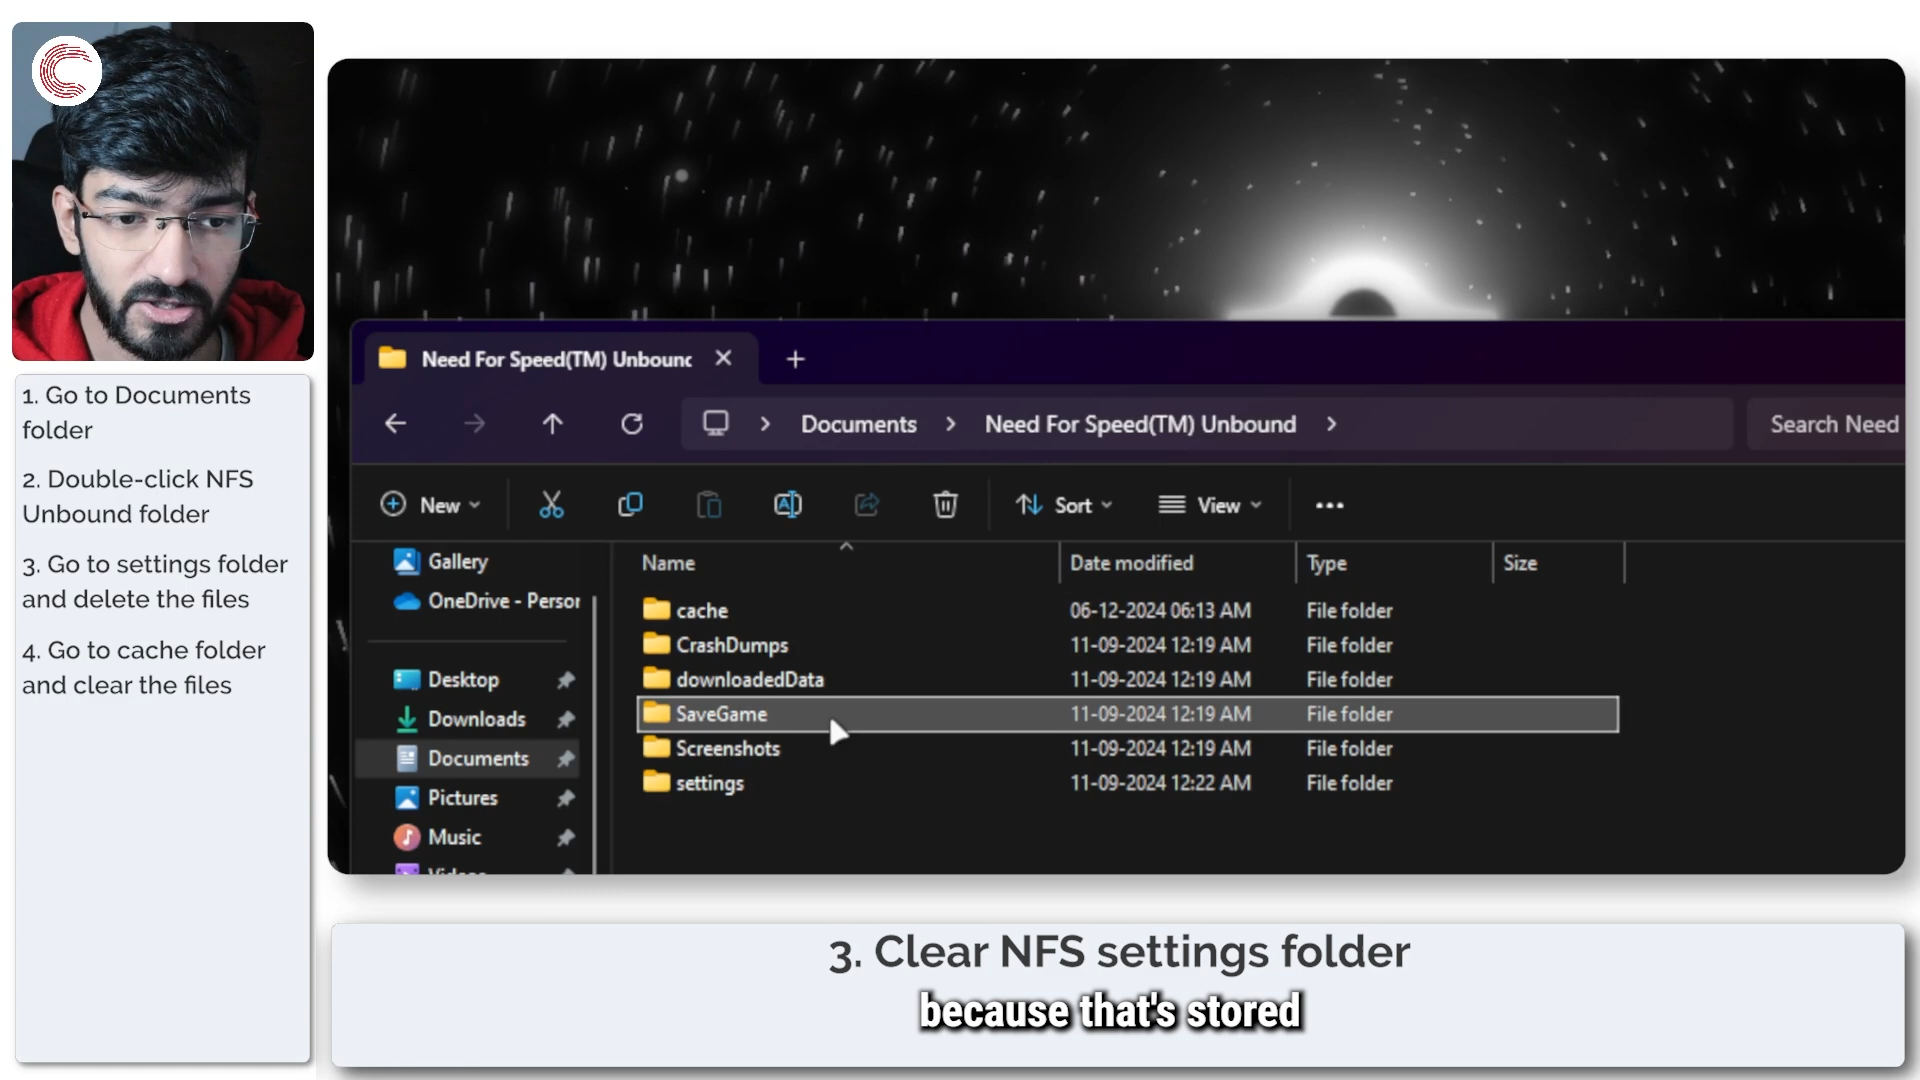 1. Go to Documents
folder
2. Double-click NFS
Unbound folder
3. Go to settings folder
and delete the files
4. Go to cache folder
and clear the files
Need For Speed(TM) Unbound
Documents > Need For Speed(TM) Unbound >
Search Need
New
Sort
View
Gallery
OneDrive - Person
Desktop
Downloads
Documents
Pictures
Music
Videos
Name Date modified Type Size
cache 06-12-2024 06:13 AM File folder
CrashDumps 11-09-2024 12:19 AM File folder
downloadedData 11-09-2024 12:19 AM File folder
SaveGame 11-09-2024 12:19 AM File folder
Screenshots 11-09-2024 12:19 AM File folder
settings 11-09-2024 12:22 AM File folder
3. Clear NFS settings folder
because that's stored